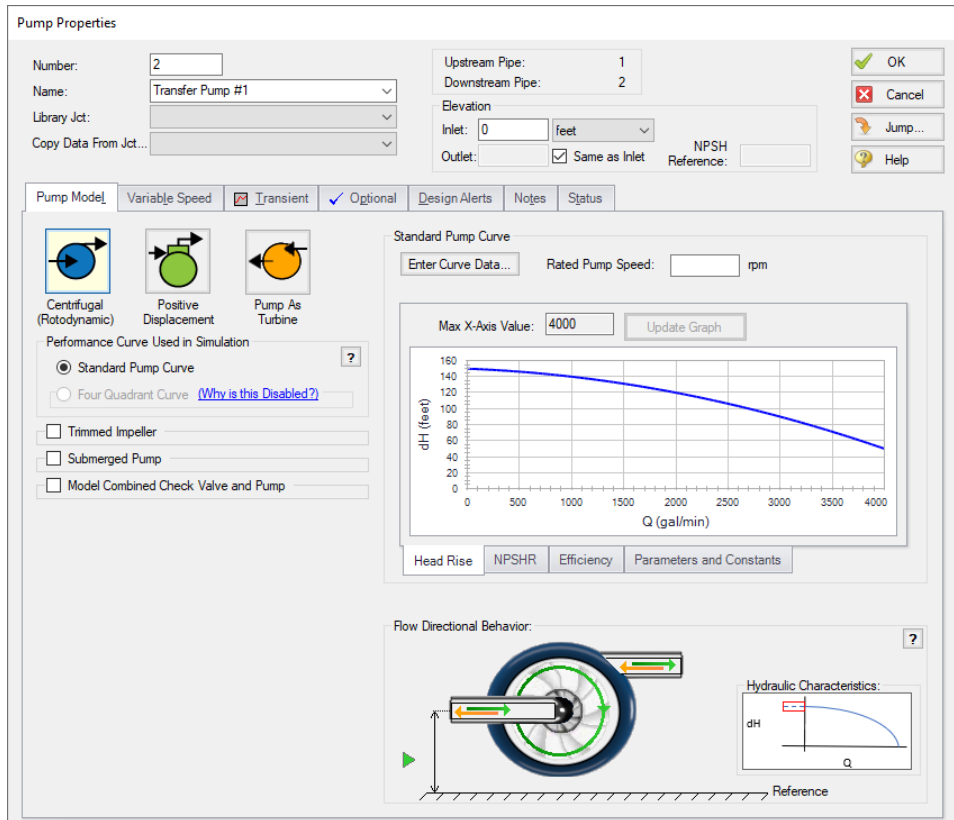 Pump Properties
Number: 2
Name: Transfer Pump #1
Library Jct:
Copy Data From Jct...
Upstream Pipe: 1
Downstream Pipe: 2
Elevation
Inlet: 0 feet
Outlet: Same as Inlet
NPSH
Reference:
OK
Cancel
Jump...
Help
Pump Model
Variable Speed
Transient
Optional
Design Alerts
Notes
Status
Centrifugal
(Rotodynamic)
Positive
Displacement
Pump As
Turbine
Performance Curve Used in Simulation
?
Standard Pump Curve
Four Quadrant Curve (Why is this Disabled?)
Trimmed Impeller
Submerged Pump
Model Combined Check Valve and Pump
Standard Pump Curve
Enter Curve Data... Rated Pump Speed: rpm
Max X-Axis Value: 4000 Update Graph
dH (feet)
160
140
120
100
80
60
40
20
0
0 500 1000 1500 2000 2500 3000 3500 4000
Q (gal/min)
Head Rise
NPSHR
Efficiency
Parameters and Constants
Flow Directional Behavior:
?
Hydraulic Characteristics:
dH
Q
Reference